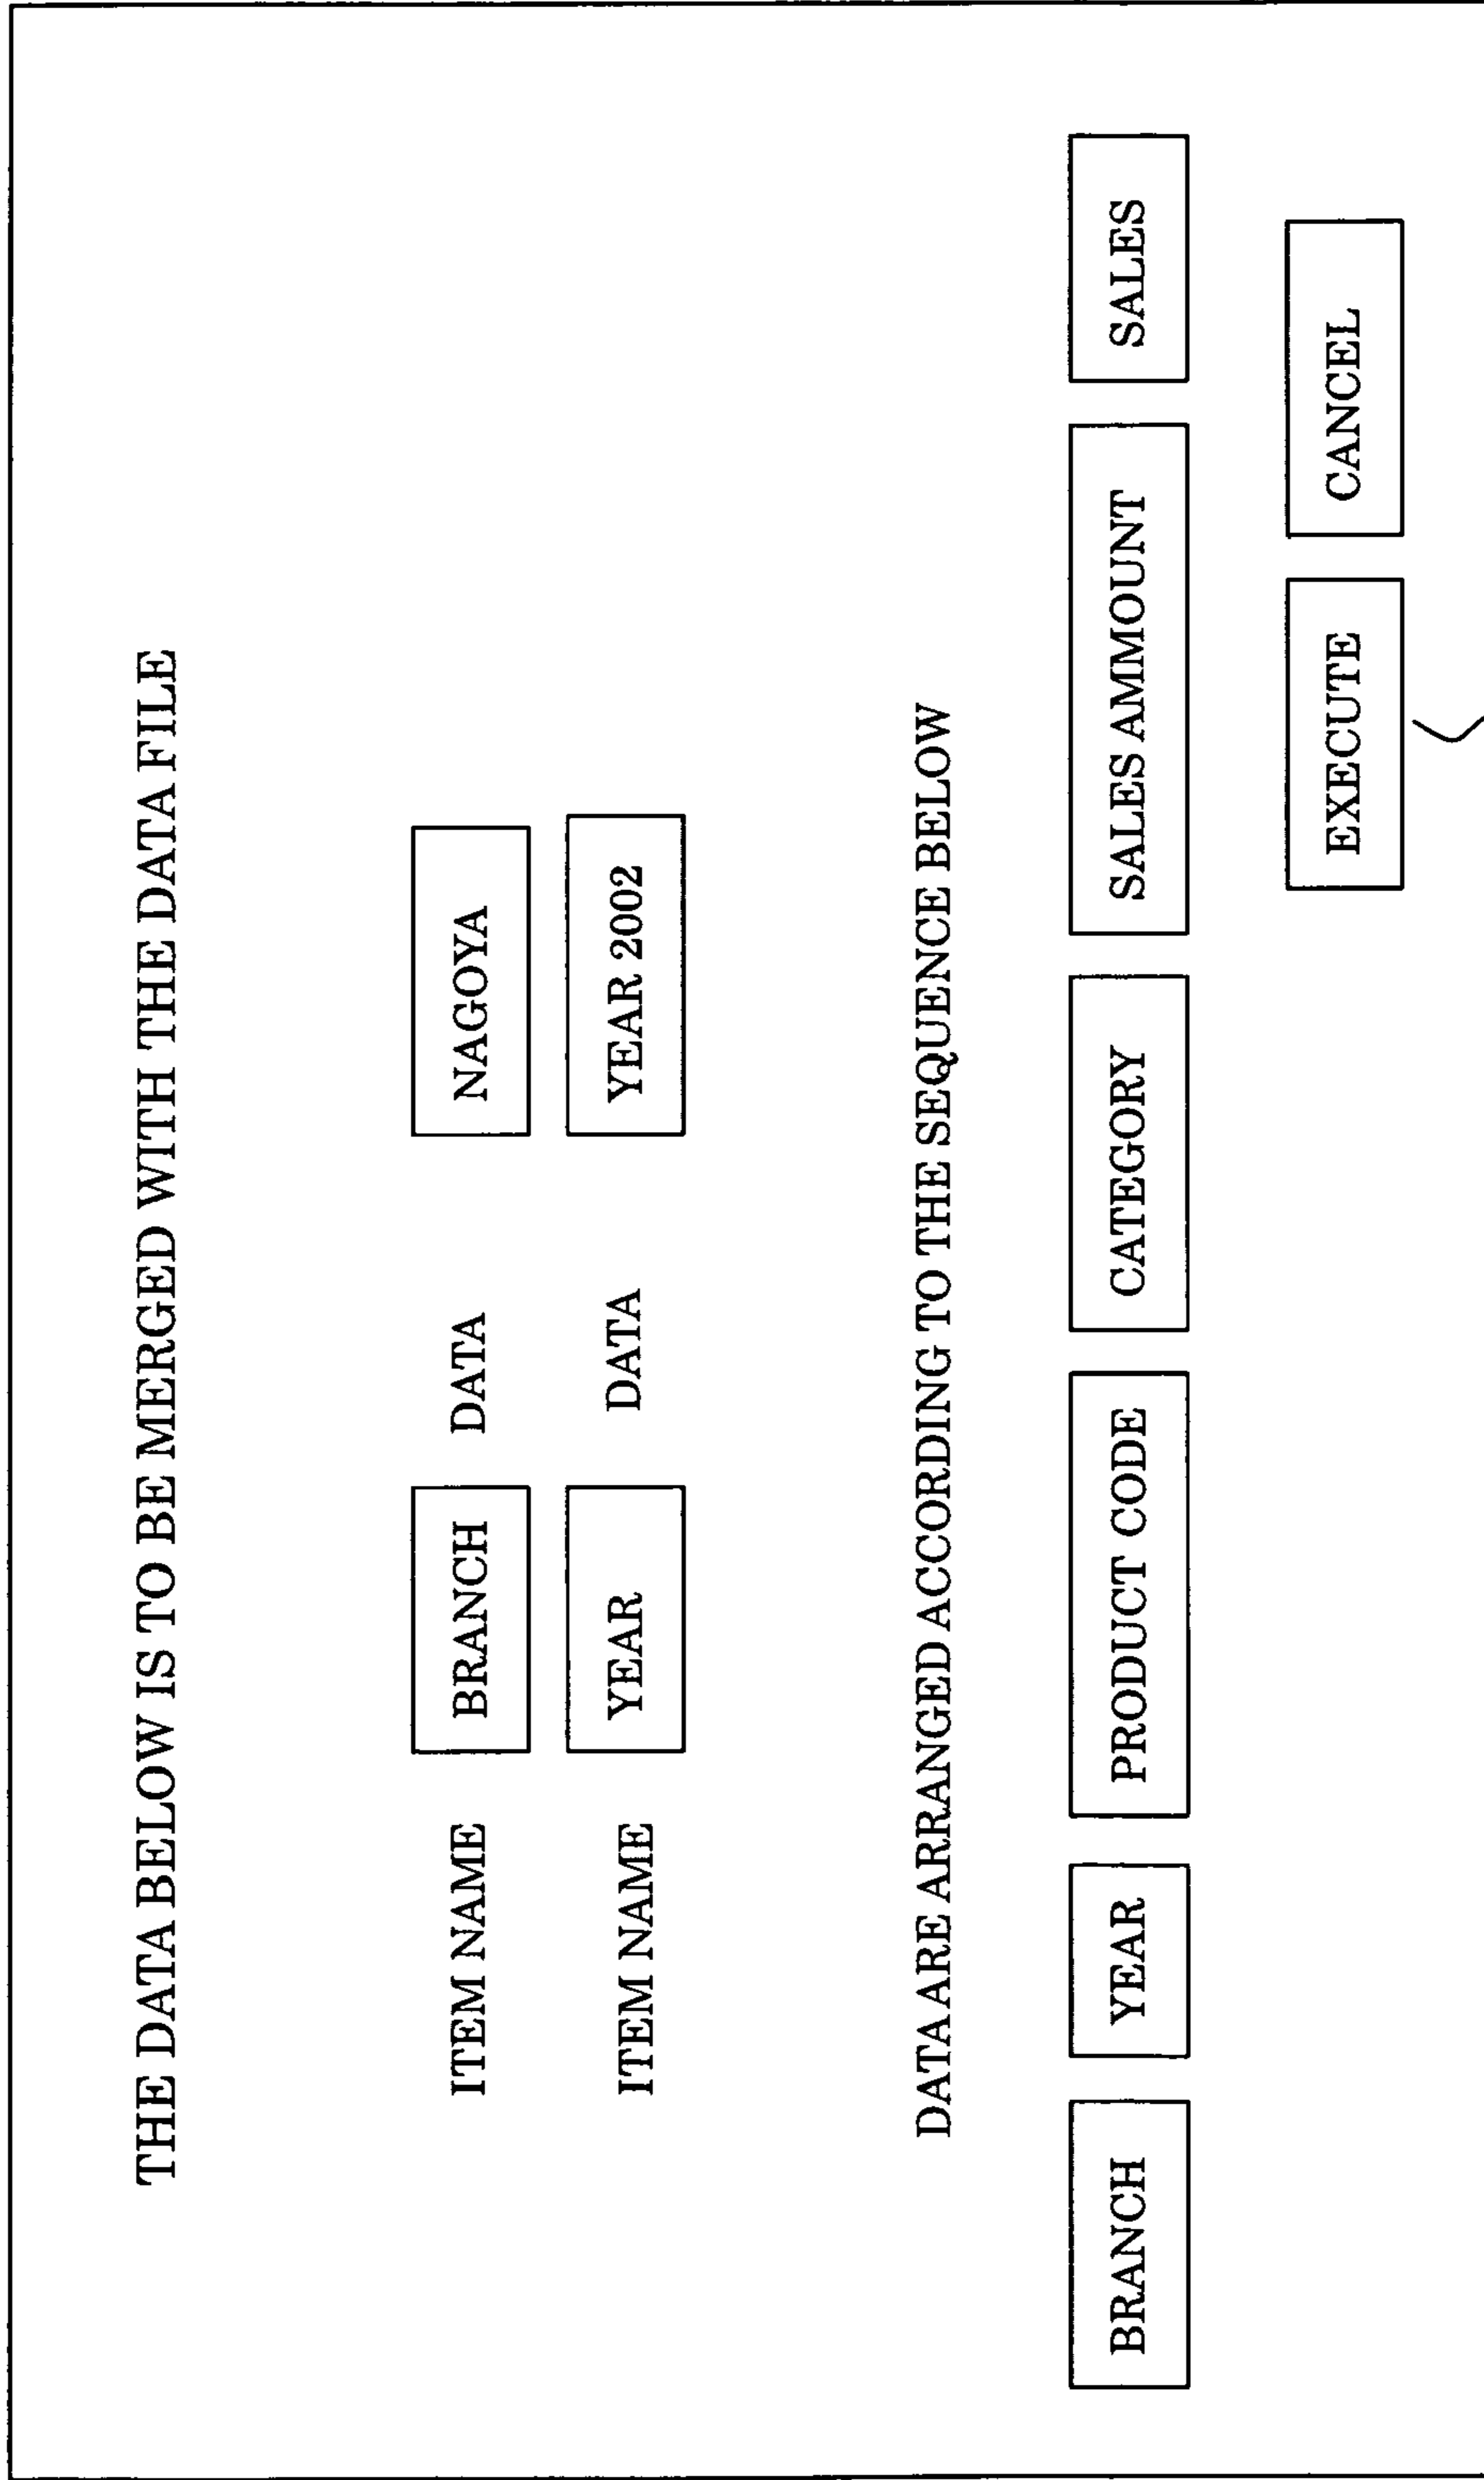 THE DATA BELOW IS TO BE MERGED WITH THE DATA FILE
ITEM NAME BRANCH DATA NAGOYA
ITEM NAME YEAR DATA YEAR 2002
DATA ARE ARRANGED ACCORDING TO THE SEQUENCE BELOW
BRANCH YEAR PRODUCT CODE CATEGORY SALES AMMOUNT SALES
EXECUTE CANCEL